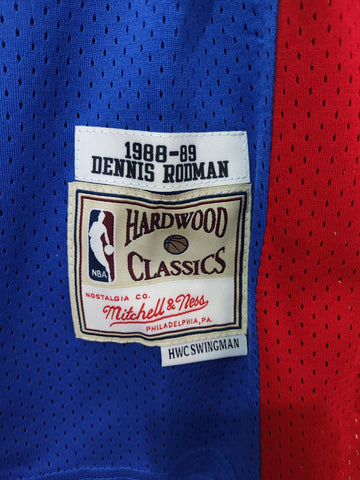 1988-89
DENNIS RODMAN
HARDWOOD
CLASSICS
NBA
NOSTALGIA CO.
Mitchell & Ness
PHILADELPHIA, PA.
HWC SWINGMAN